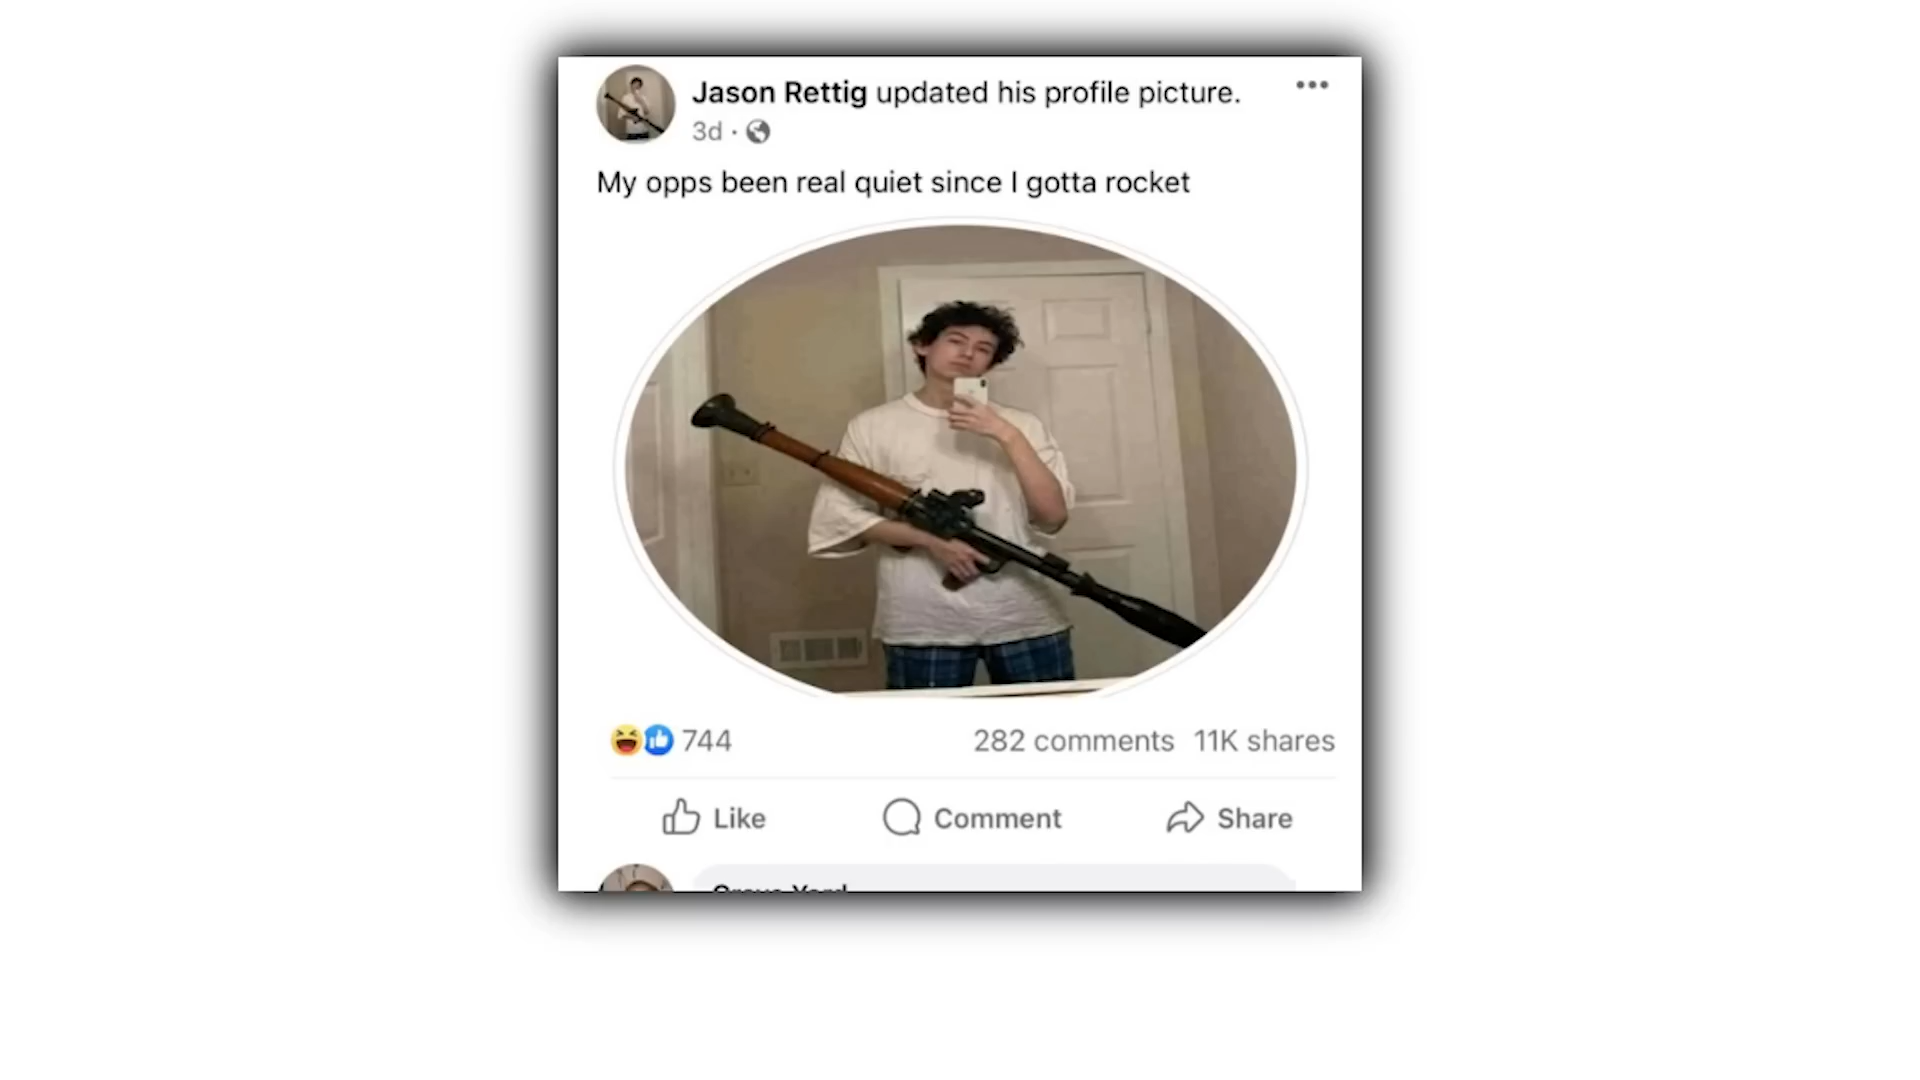 Jason Rettig updated his profile picture.
3d ·
My opps been real quiet since I gotta rocket
744
282 comments 11K shares
Like Comment Share